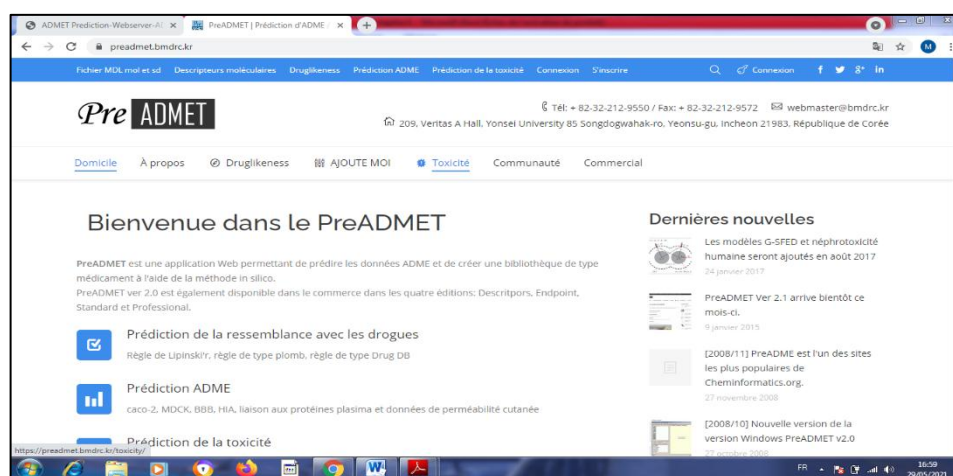 ADMET Prediction-Webserver-A
PreADMET | Prédiction d'ADME /
preadmet.bmdrc.kr
M
Fichier MDL mol et sd Descripteurs moléculaires Druglikeness Prédiction ADME Prédiction de la toxicité Connexion S'inscrire
Connexion
Pre ADMET
Tél: + 82-32-212-9550 / Fax: + 82-32-212-9572 webmaster@bmdrc.kr
209, Veritas A Hall, Yonsei University 85 Songdogwahak-ro, Yeonsu-gu, Incheon 21983, République de Corée
Domicile À propos Druglikeness AJOUTE MOI Toxicité Communauté Commercial
Bienvenue dans le PreADMET
PreADMET est une application Web permettant de prédire les données ADME et de créer une bibliothèque de type
médicament à l'aide de la méthode in silico.
PreADMET ver 2.0 est également disponible dans le commerce dans les quatre éditions: Descritpors, Endpoint,
Standard et Professional.
Prédiction de la ressemblance avec les drogues
Règle de Lipinski'r, règle de type plomb, règle de type Drug DB
Prédiction ADME
caco-2, MDCK, BBB, HIA, liaison aux protéines plasima et données de perméabilité cutanée
Prédiction de la toxicité
Dernières nouvelles
Les modèles G-SFED et néphrotoxicité
humaine seront ajoutés en août 2017
24 janvier 2017
PreADMET Ver 2.1 arrive bientôt ce
mois-ci.
9 janvier 2015
[2008/11] PreADME est l'un des sites
les plus populaires de
Cheminformatics.org.
27 novembre 2008
[2008/10] Nouvelle version de la
version Windows PreADMET v2.0
27 octobre 2008
https://preadmet.bmdrc.kr/toxicity/
FR
16:59
29/05/2021